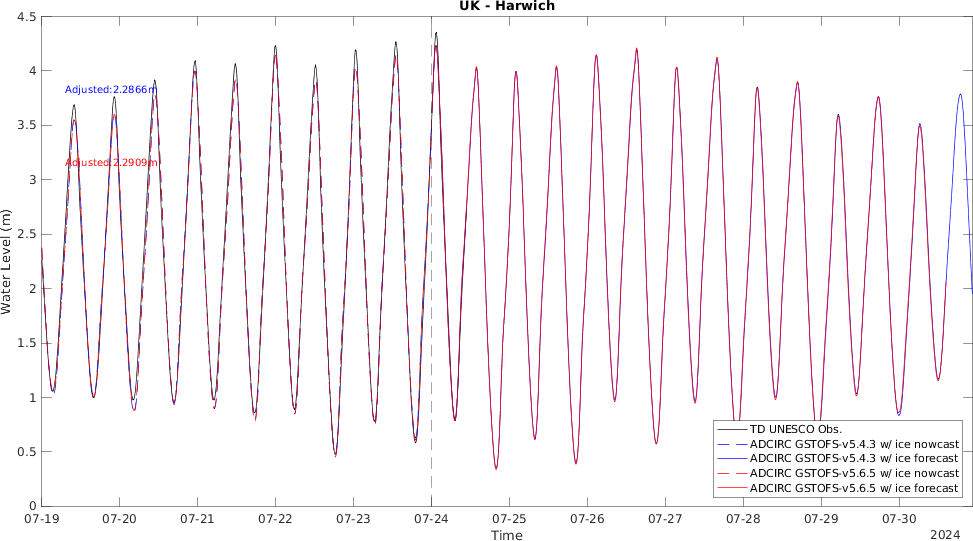 UK - Harwich
4.5
4
3.5
3
2.5
2
1.5
1
0.5
0
Water Level (m)
Adjusted:2.2866m
Adjusted:2.2909m
TD UNESCO Obs.
ADCIRC GSTOFS-v5.4.3 w/ ice nowcast
ADCIRC GSTOFS-v5.4.3 w/ ice forecast
ADCIRC GSTOFS-v5.6.5 w/ ice nowcast
ADCIRC GSTOFS-v5.6.5 w/ ice forecast
07-19 07-20 07-21 07-22 07-23 07-24 07-25 07-26 07-27 07-28 07-29 07-30
Time
2024